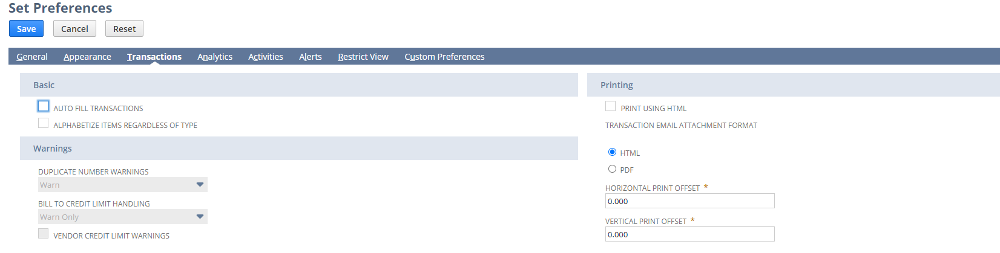 Set Preferences
Save Cancel Reset
General Appearance Transactions Analytics Activities Alerts Restrict View Custom Preferences
Basic
AUTO FILL TRANSACTIONS
ALPHABETIZE ITEMS REGARDLESS OF TYPE
Warnings
DUPLICATE NUMBER WARNINGS
Warn
BILL TO CREDIT LIMIT HANDLING
Warn Only
VENDOR CREDIT LIMIT WARNINGS
Printing
PRINT USING HTML
TRANSACTION EMAIL ATTACHMENT FORMAT
HTML
PDF
HORIZONTAL PRINT OFFSET *
0.000
VERTICAL PRINT OFFSET *
0.000